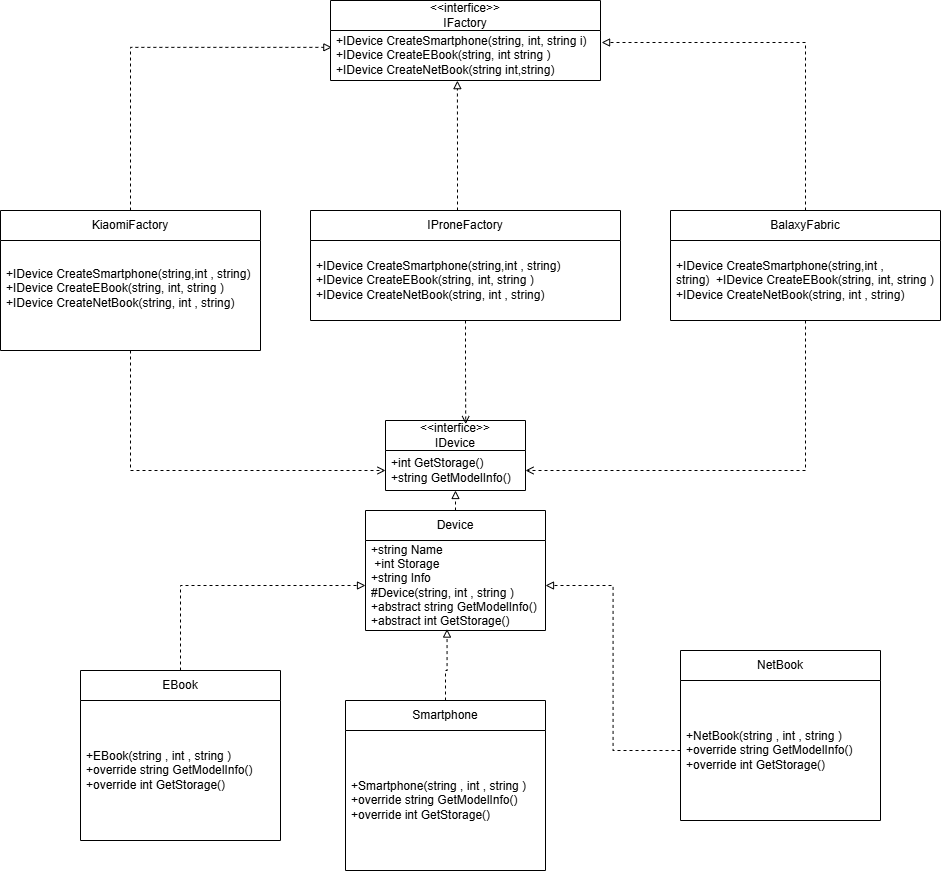 <<interfice>>
IFactory
+IDevice CreateSmartphone(string, int, string i)
+IDevice CreateEBook(string, int string )
+IDevice CreateNetBook(string int,string)
KiaomiFactory
+IDevice CreateSmartphone(string,int , string)
+IDevice CreateEBook(string, int, string )
+IDevice CreateNetBook(string, int , string)
IProneFactory
+IDevice CreateSmartphone(string,int , string)
+IDevice CreateEBook(string, int, string )
+IDevice CreateNetBook(string, int , string)
BalaxyFabric
+IDevice CreateSmartphone(string,int ,
string)  +IDevice CreateEBook(string, int, string )
+IDevice CreateNetBook(string, int , string)
<<interfice>>
IDevice
+int GetStorage()
+string GetModelInfo()
Device
+string Name
+int Storage
+string Info
#Device(string, int , string )
+abstract string GetModelInfo()
+abstract int GetStorage()
EBook
+EBook(string , int , string )
+override string GetModelInfo()
+override int GetStorage()
Smartphone
+Smartphone(string , int , string )
+override string GetModelInfo()
+override int GetStorage()
NetBook
+NetBook(string , int , string )
+override string GetModelInfo()
+override int GetStorage()